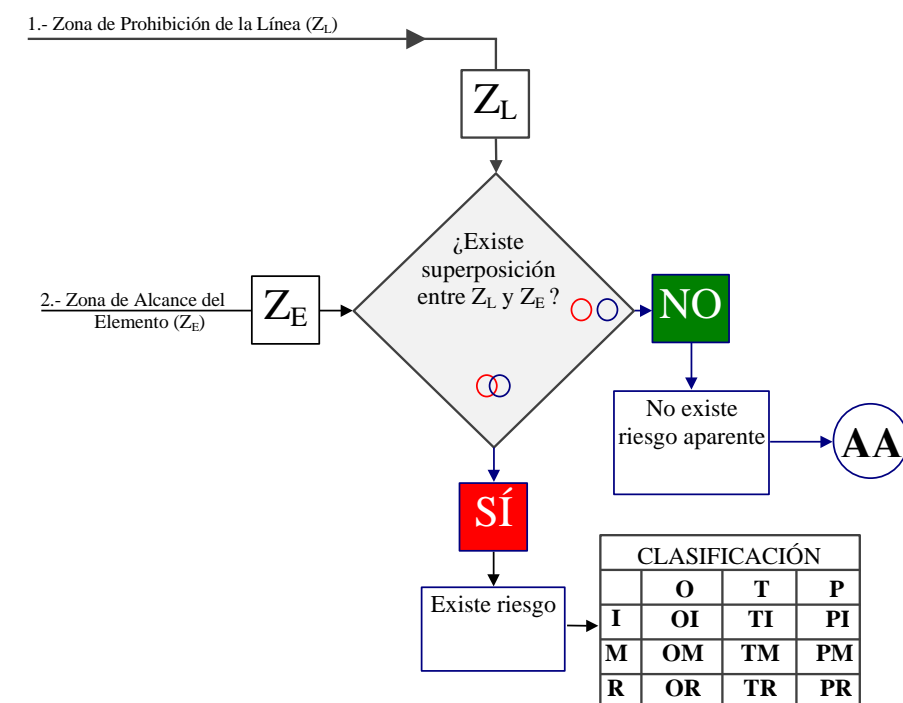 1.- Zona de Prohibición de la Línea (ZL)
ZL
¿Existe
superposición
entre ZL y ZE ?
2.- Zona de Alcance del
Elemento (ZE)
ZE
NO
No existe
riesgo aparente
AA
SÍ
Existe riesgo
CLASIFICACIÓN
O T P
I OI TI PI
M OM TM PM
R OR TR PR